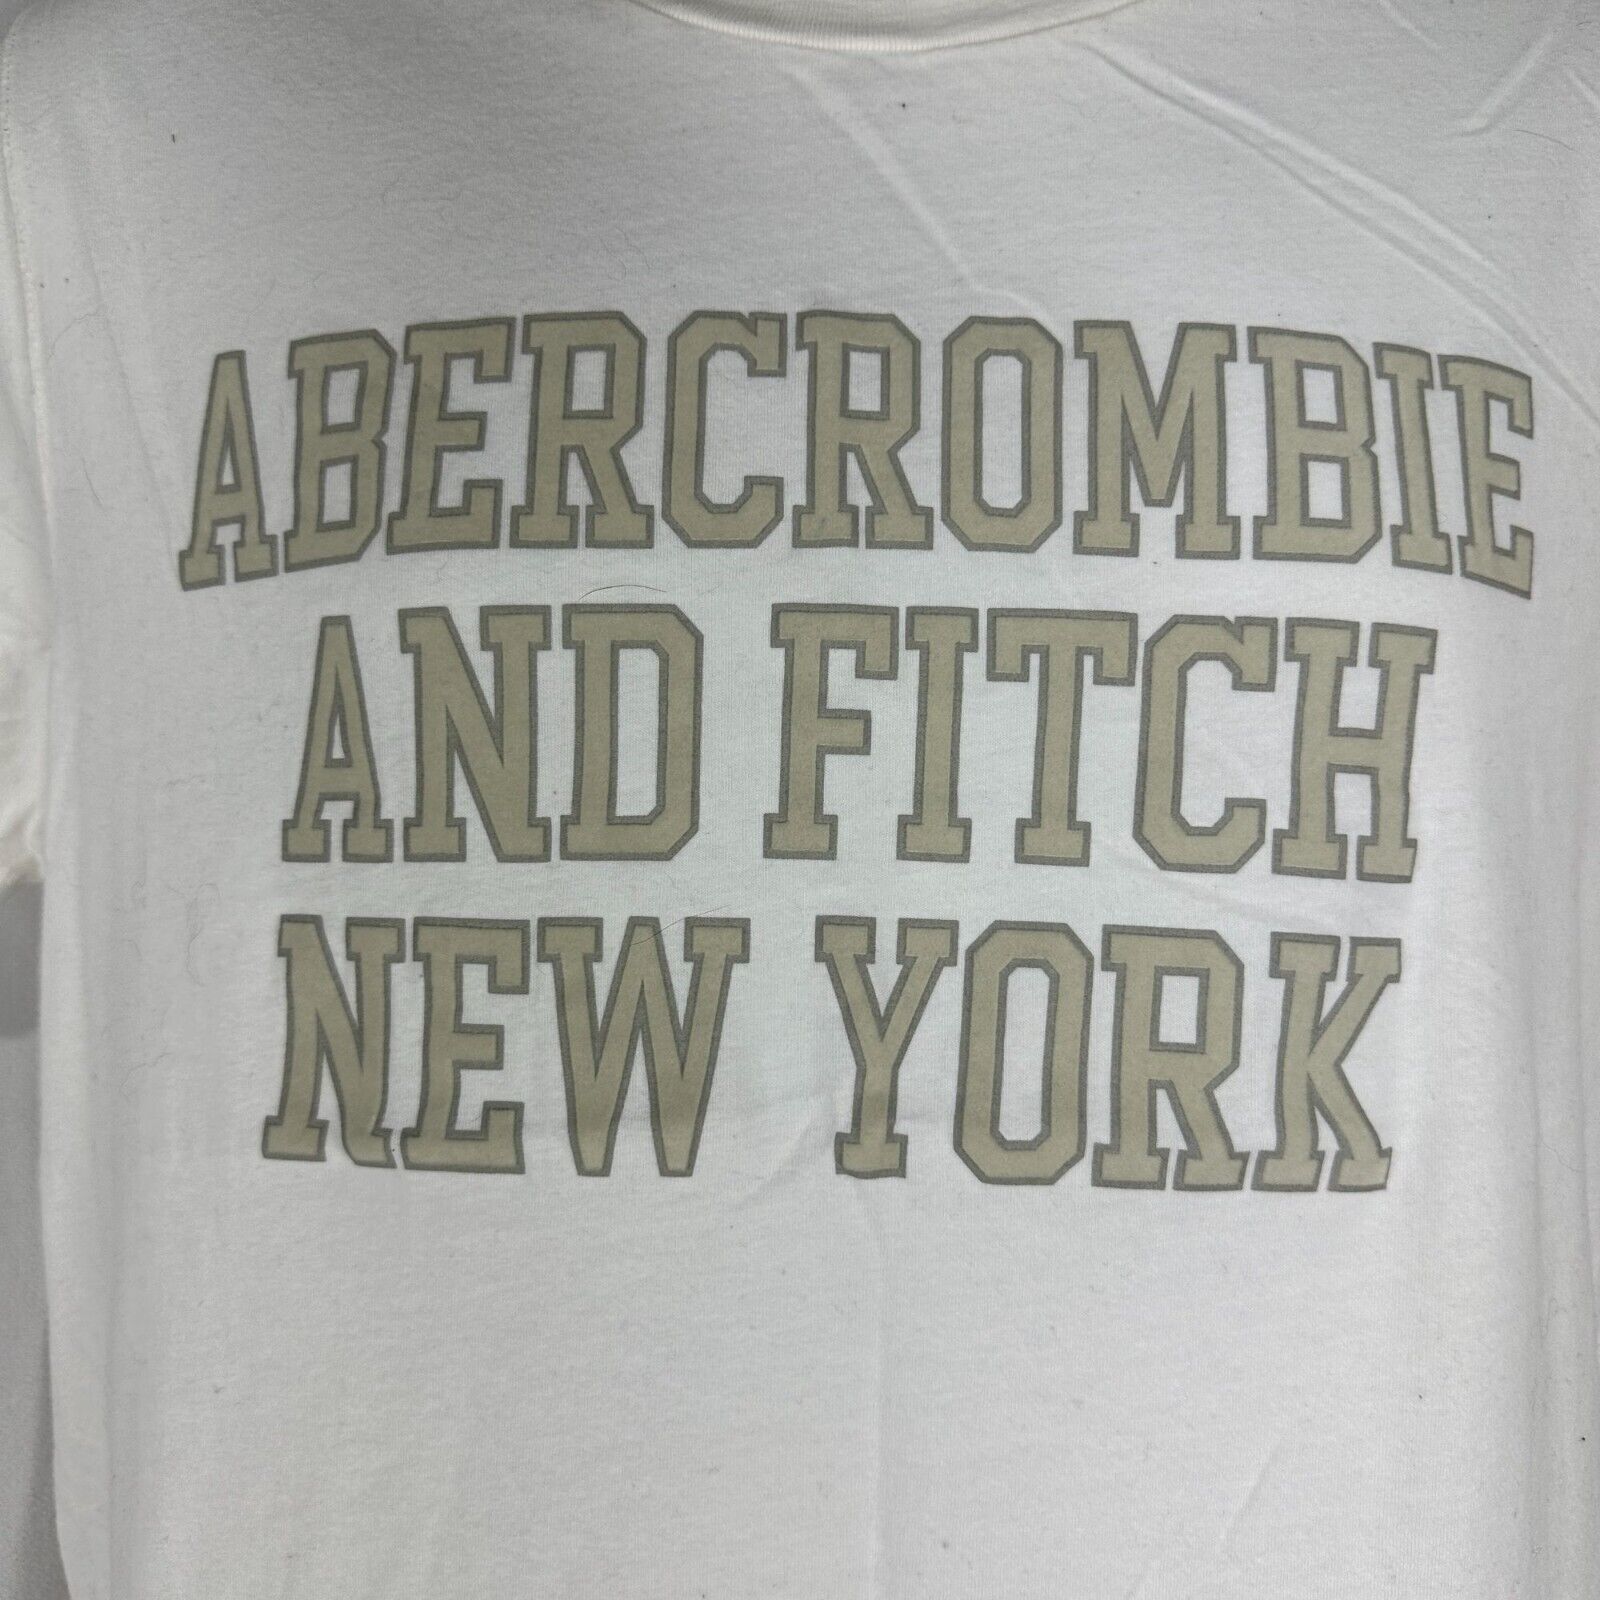 ABERCROMBIE
AND FITCH
NEW YORK